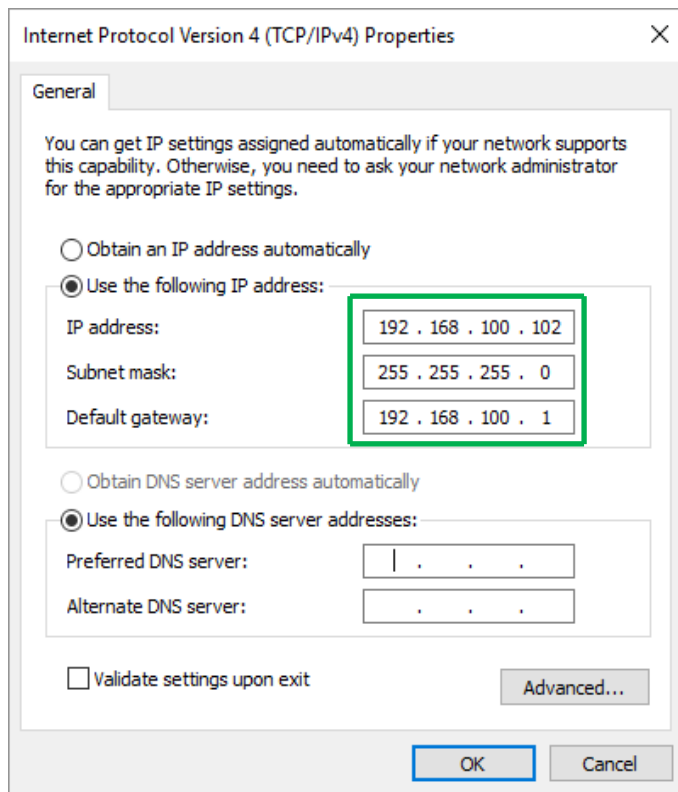 Internet Protocol Version 4 (TCP/IPv4) Properties
General
You can get IP settings assigned automatically if your network supports
this capability. Otherwise, you need to ask your network administrator
for the appropriate IP settings.
Obtain an IP address automatically
Use the following IP address:
IP address: 192 . 168 . 100 . 102
Subnet mask: 255 . 255 . 255 . 0
Default gateway: 192 . 168 . 100 . 1
Obtain DNS server address automatically
Use the following DNS server addresses:
Preferred DNS server: . . .
Alternate DNS server: . . .
Validate settings upon exit
Advanced...
OK Cancel